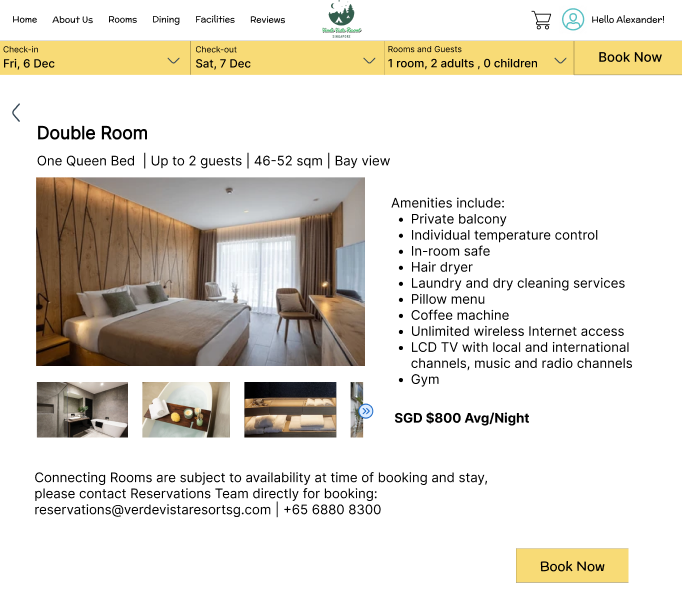 Home About Us Rooms Dining Facilities Reviews
SINGAPORE
Hello Alexander!
Check-in
Fri, 6 Dec
Check-out
Sat, 7 Dec
Rooms and Guests
1 room, 2 adults , 0 children
Book Now
Double Room
One Queen Bed | Up to 2 guests | 46-52 sqm | Bay view
Amenities include:
Private balcony
Individual temperature control
In-room safe
Hair dryer
Laundry and dry cleaning services
Pillow menu
Coffee machine
Unlimited wireless Internet access
LCD TV with local and international
channels, music and radio channels
Gym
SGD $800 Avg/Night
Connecting Rooms are subject to availability at time of booking and stay,
please contact Reservations Team directly for booking:
reservations@verdevistaresortsg.com | +65 6880 8300
Book Now